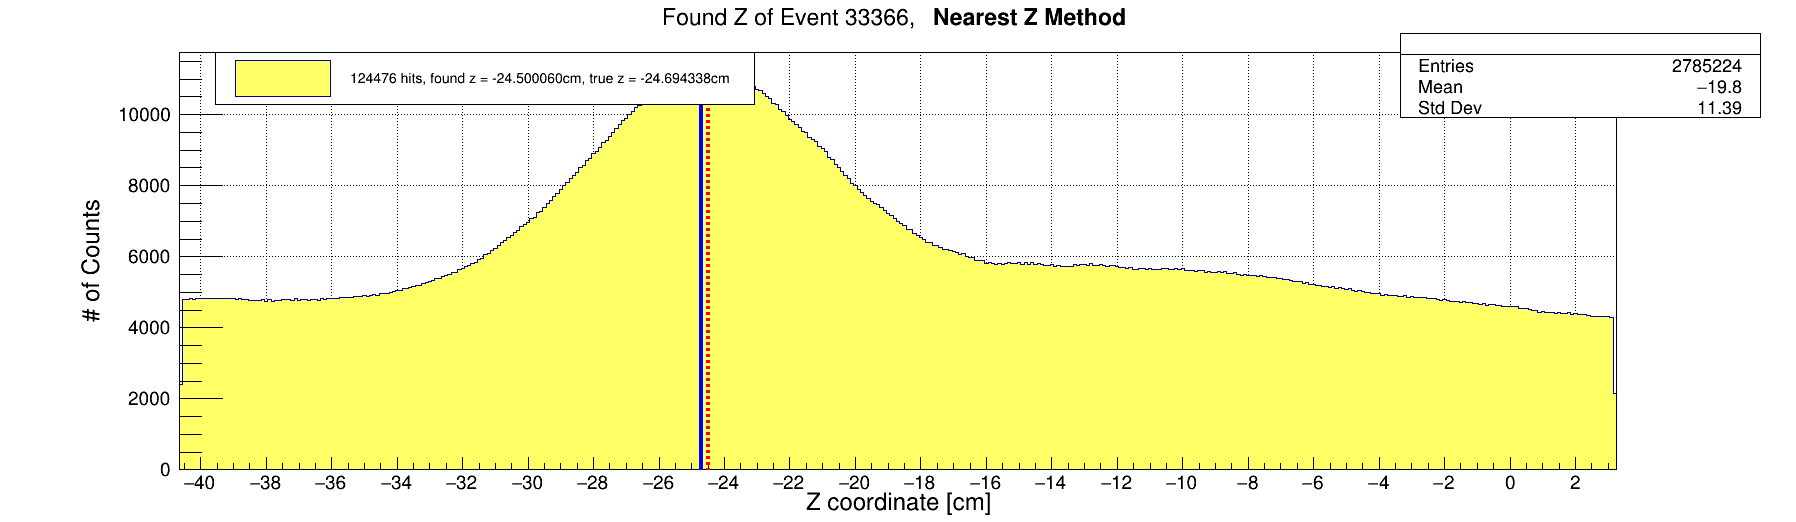 Found Z of Event 33366, Nearest Z Method
124476 hits, found z = -24.500060cm, true z = -24.694338cm
Entries 2785224
Mean −19.8
Std Dev 11.39
10000
8000
6000
4000
2000
0
# of Counts
−40 −38 −36 −34 −32 −30 −28 −26 −24 −22 −20 −18 −16 −14 −12 −10 −8 −6 −4 −2 0 2
Z coordinate [cm]